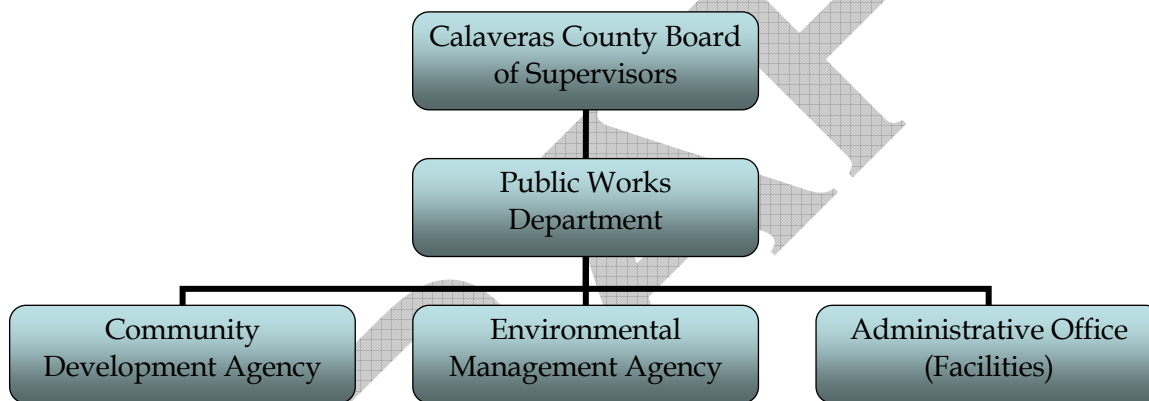 Calaveras County Board
of Supervisors
Public Works
Department
Community
Development Agency
Environmental
Management Agency
Administrative Office
(Facilities)